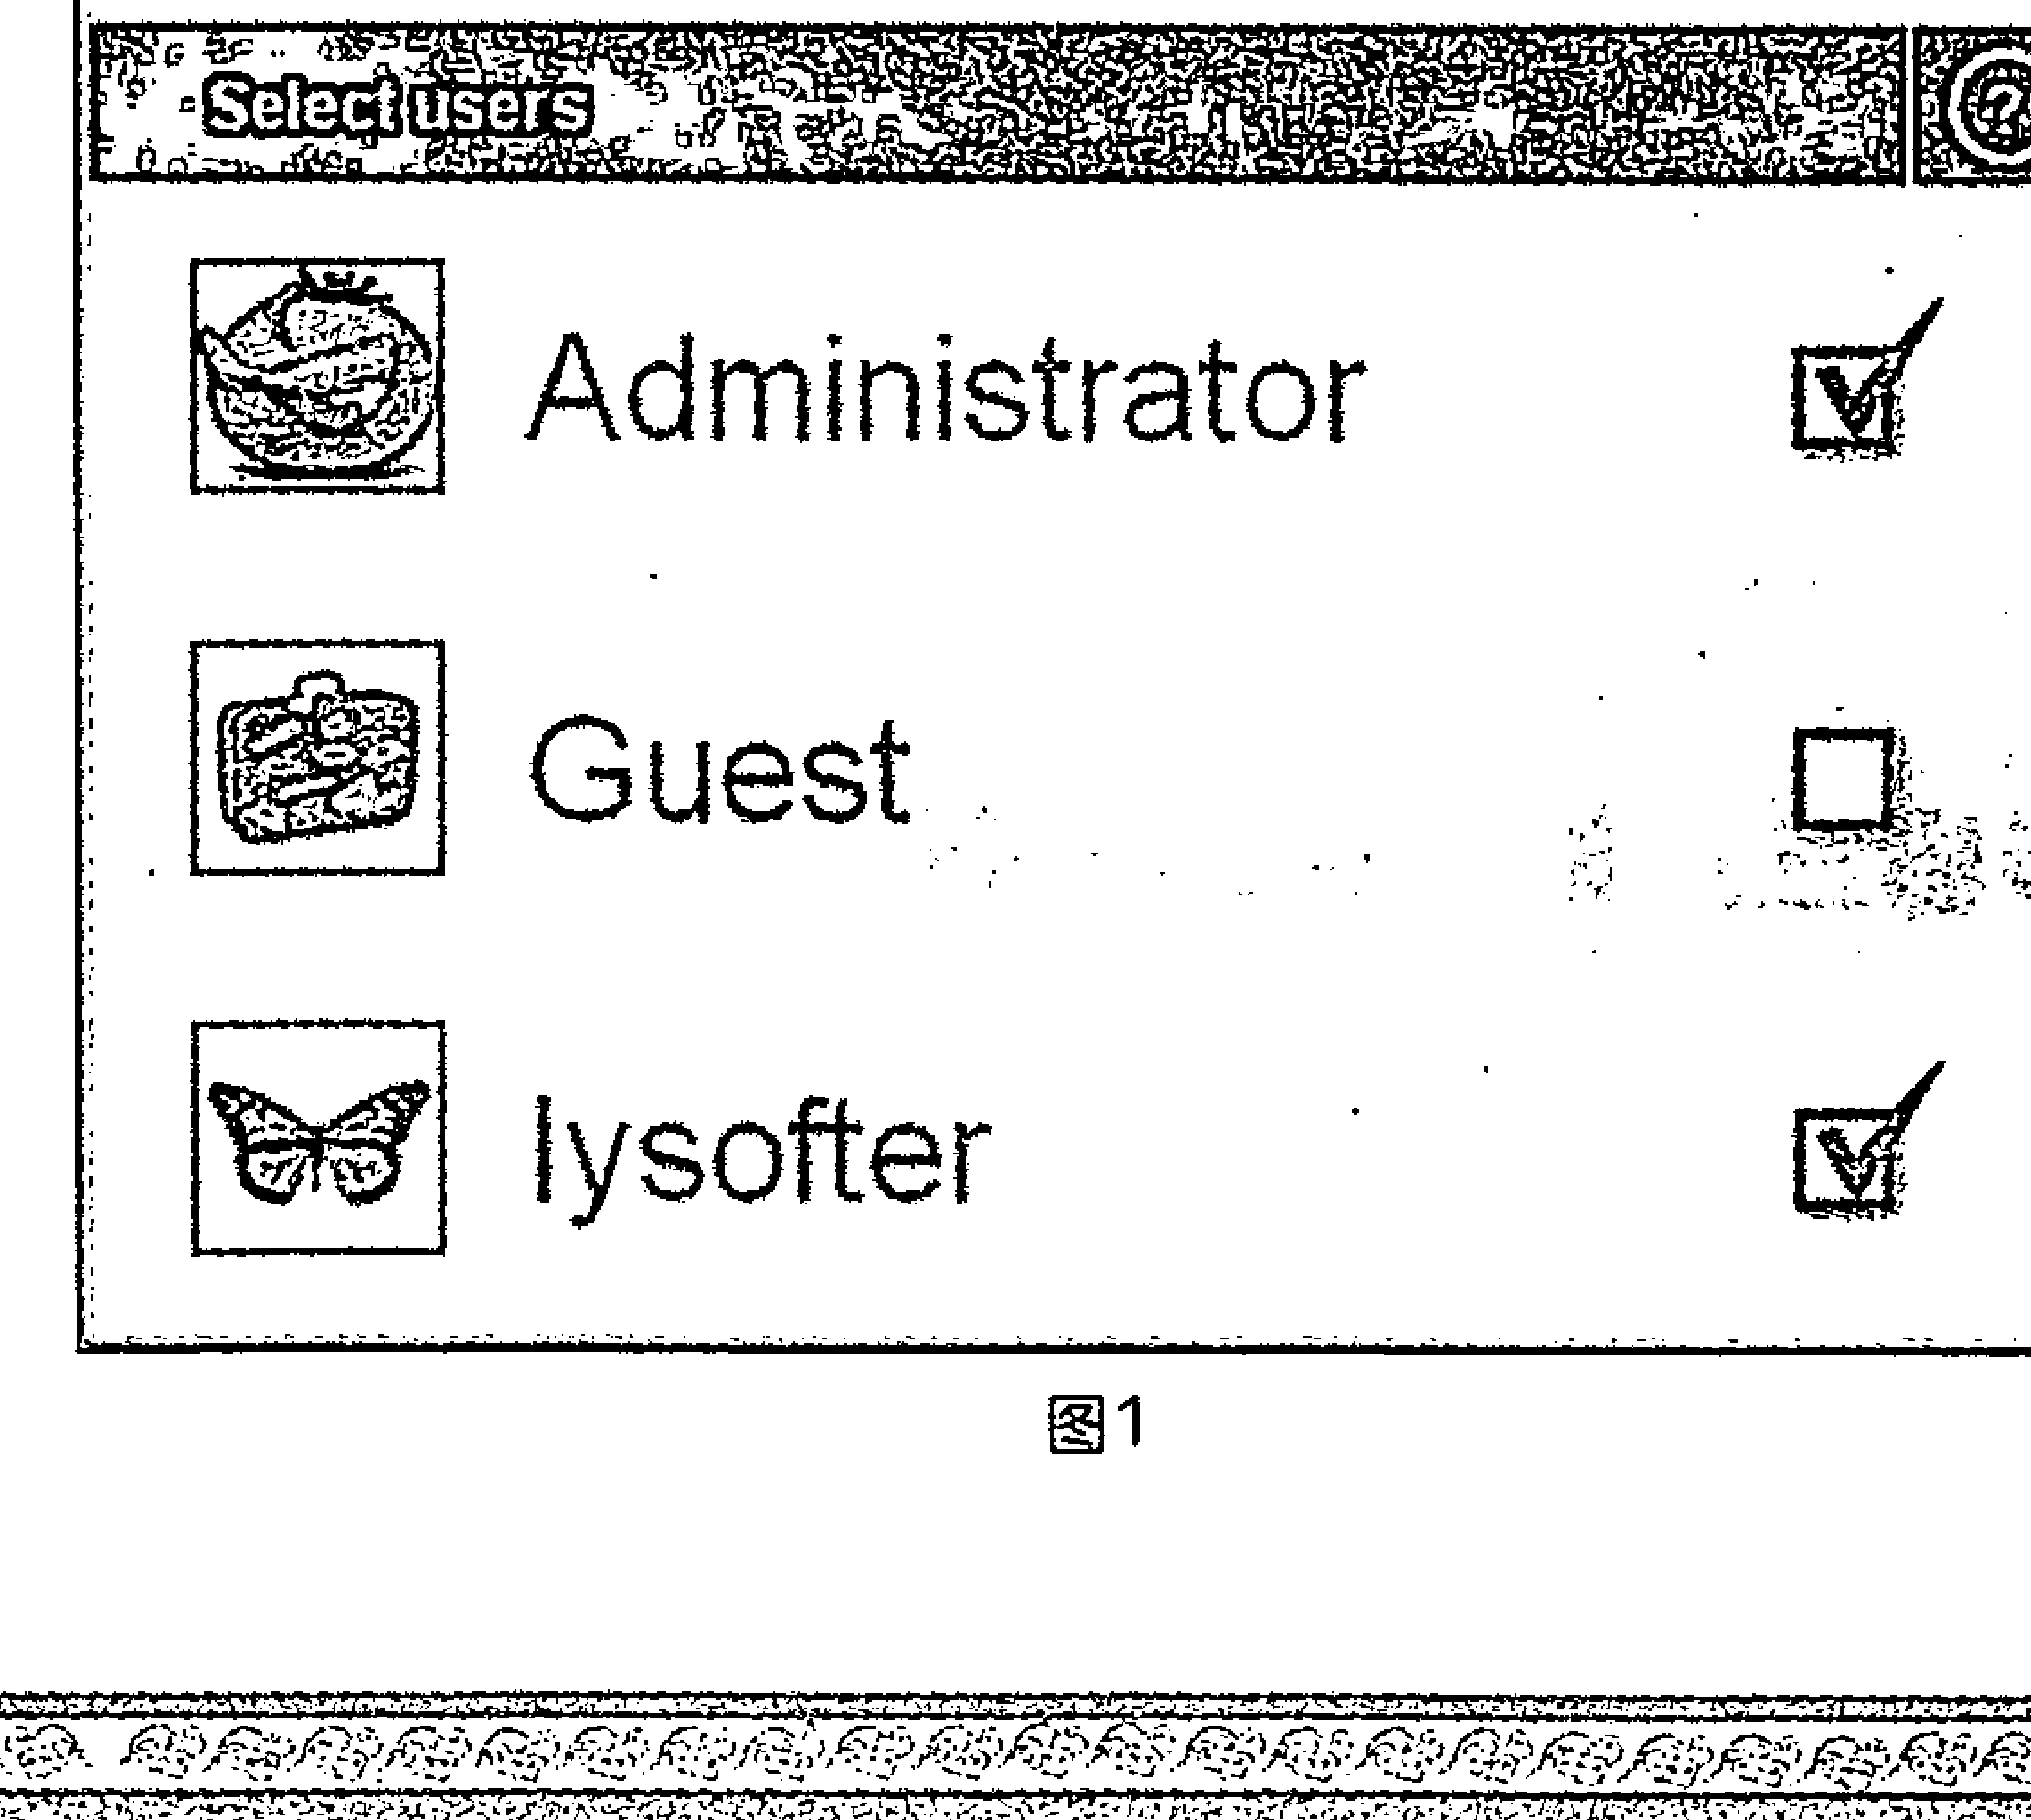 Select users
Administrator
Guest
lysofter
图1